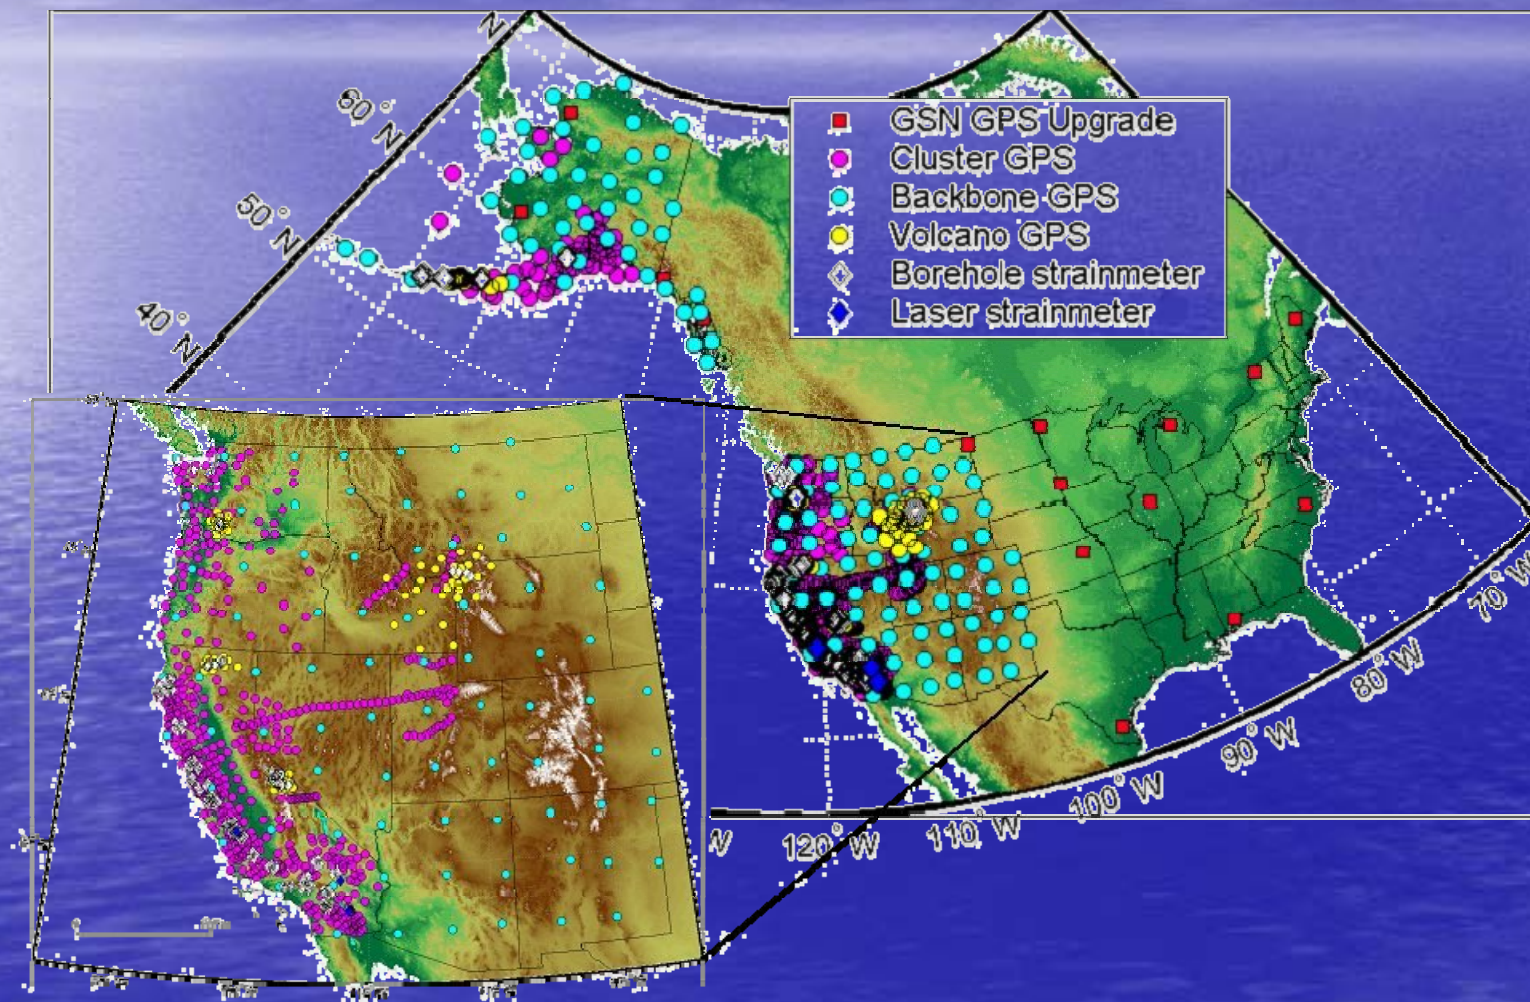 N
60° N
50° N
40° N
GSN GPS Upgrade
Cluster GPS
Backbone GPS
Volcano GPS
Borehole strainmeter
Laser strainmeter
70° W
80° W
90° W
100° W
110° W
120° W
W
0